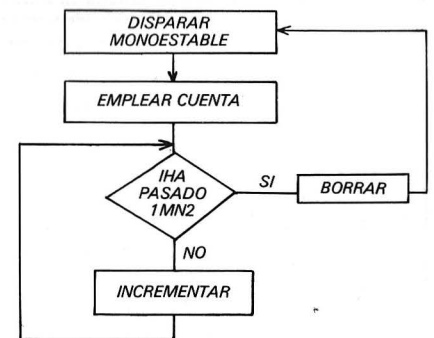 DISPARAR
MONOESTABLE
EMPLEAR CUENTA
IHA
PASADO
1MN2
SI
BORRAR
NO
INCREMENTAR